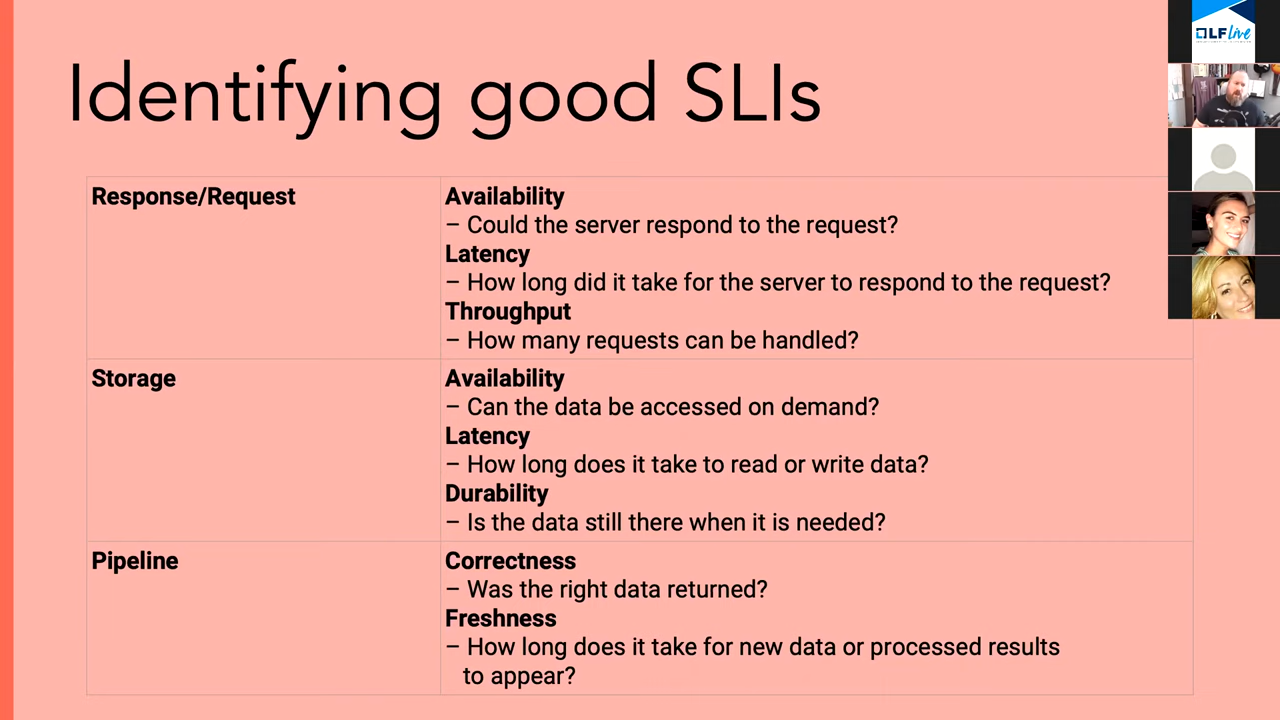 Identifying good SLIs
LF Live
Response/Request
Availability
– Could the server respond to the request?
Latency
– How long did it take for the server to respond to the request?
Throughput
– How many requests can be handled?
Storage
Availability
– Can the data be accessed on demand?
Latency
– How long does it take to read or write data?
Durability
– Is the data still there when it is needed?
Pipeline
Correctness
– Was the right data returned?
Freshness
– How long does it take for new data or processed results
to appear?